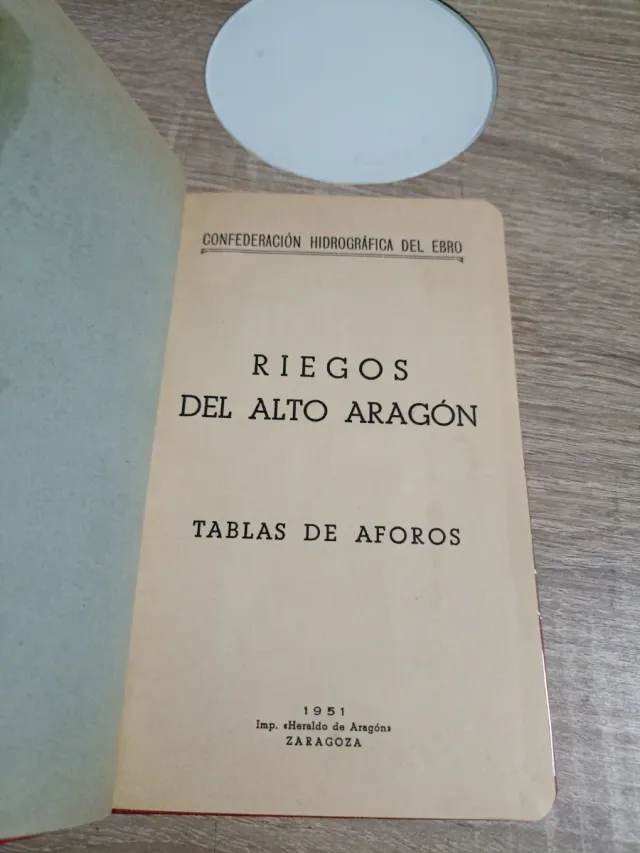 CONFEDERACIÓN HIDROGRÁFICA DEL EBRO
RIEGOS
DEL ALTO ARAGÓN
TABLAS DE AFOROS
1951
Imp. «Heraldo de Aragón»
ZARAGOZA